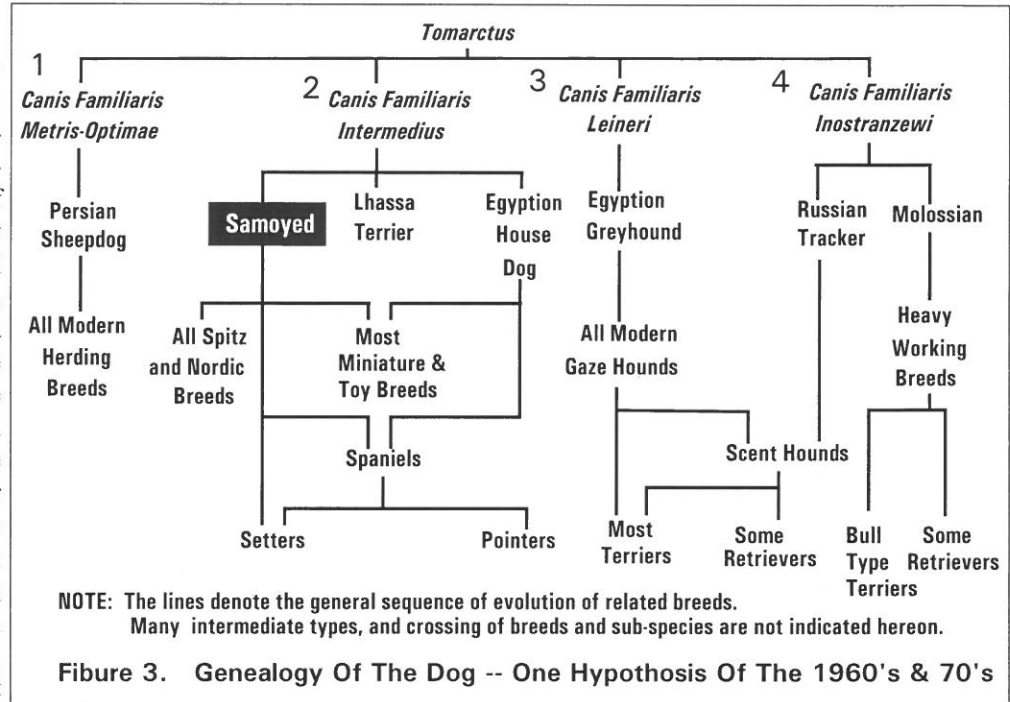 Tomarctus
1
Canis Familiaris
Metris-Optimae
2
Canis Familiaris
Intermedius
3
Canis Familiaris
Leineri
4
Canis Familiaris
Inostranzewi
Persian
Sheepdog
Samoyed
Lhassa
Terrier
Egyption
House
Dog
Egyption
Greyhound
Russian
Tracker
Molossian
All Modern
Herding
Breeds
All Spitz
and Nordic
Breeds
Most
Miniature &
Toy Breeds
All Modern
Gaze Hounds
Heavy
Working
Breeds
Spaniels
Scent Hounds
Setters
Pointers
Most
Terriers
Some
Retrievers
Bull
Type
Terriers
Some
Retrievers
NOTE: The lines denote the general sequence of evolution of related breeds.
Many intermediate types, and crossing of breeds and sub-species are not indicated hereon.
Fibure 3. Genealogy Of The Dog -- One Hypothosis Of The 1960's & 70's